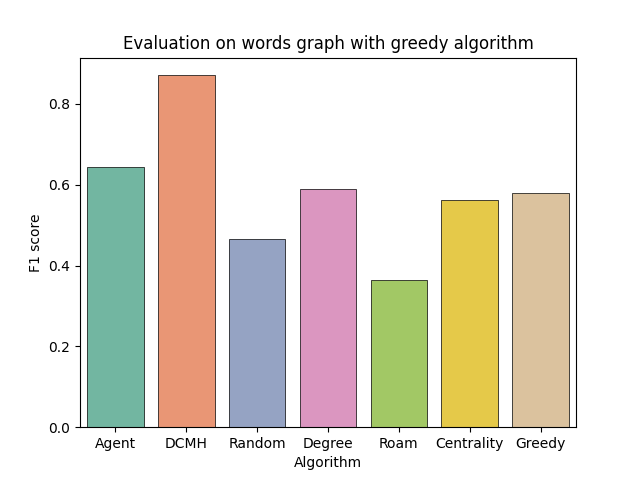 Evaluation on words graph with greedy algorithm
0.8
0.6
0.4
0.2
0.0
F1 score
Agent DCMH Random Degree Roam Centrality Greedy
Algorithm